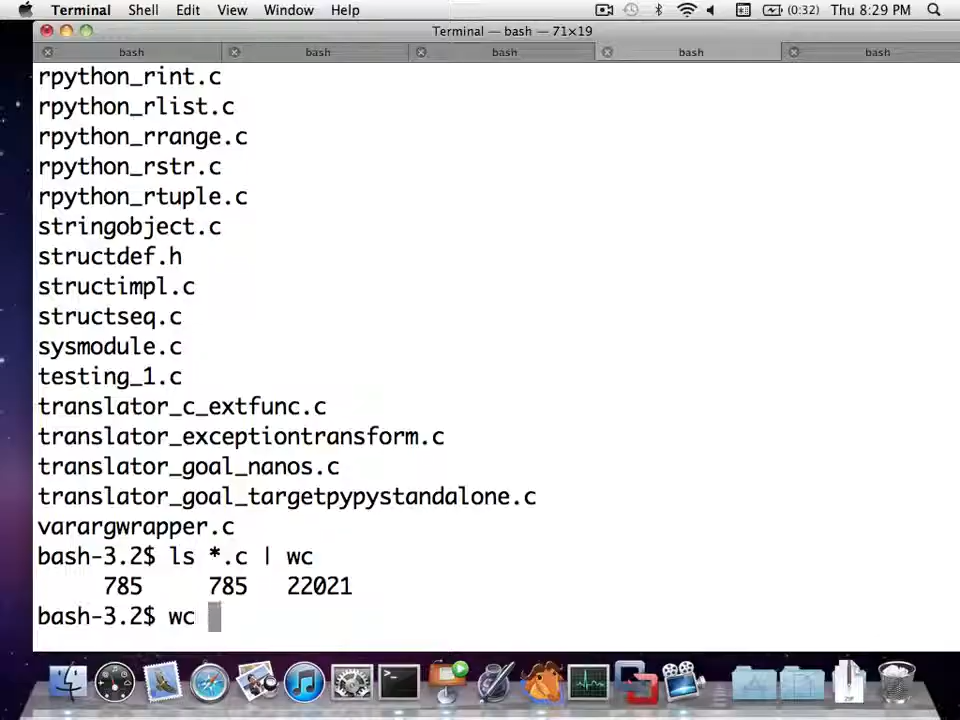 Terminal Shell Edit View Window Help (0:32) Thu 8:29 PM
Terminal — bash — 71×19
bash bash bash bash bash
rpython_rint.c
rpython_rlist.c
rpython_rrange.c
rpython_rstr.c
rpython_rtuple.c
stringobject.c
structdef.h
structimpl.c
structseq.c
sysmodule.c
testing_1.c
translator_c_extfunc.c
translator_exceptiontransform.c
translator_goal_nanos.c
translator_goal_targetpypystandalone.c
varargwrapper.c
bash-3.2$ ls *.c | wc
785 785 22021
bash-3.2$ wc